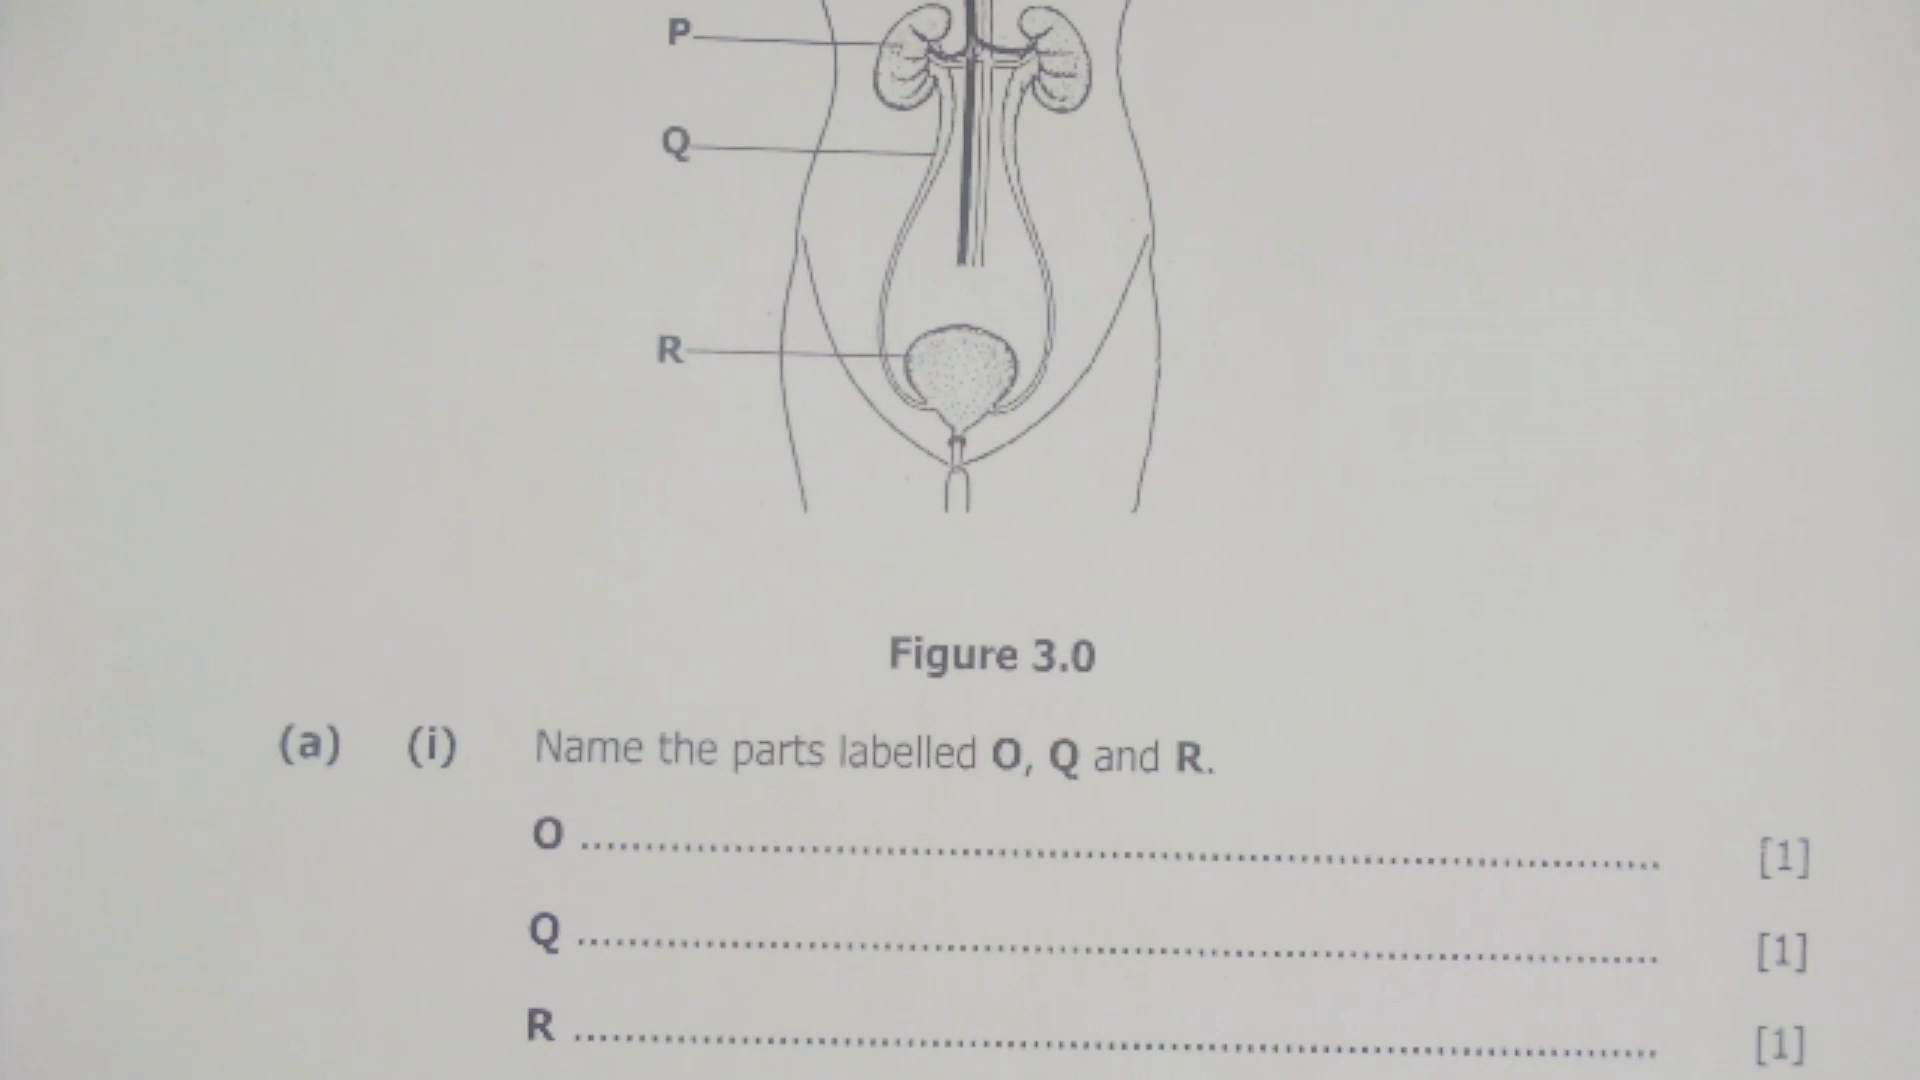 P
Q
R
Figure 3.0
(a) (i) Name the parts labelled O, Q and R.
O ........................................ [1]
Q ........................................ [1]
R ........................................ [1]